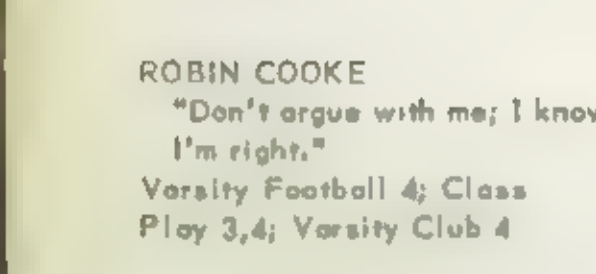 ROBIN COOKE
"Don't argue with me; I know
I'm right."
Varsity Football 4; Class
Play 3,4; Varsity Club 4